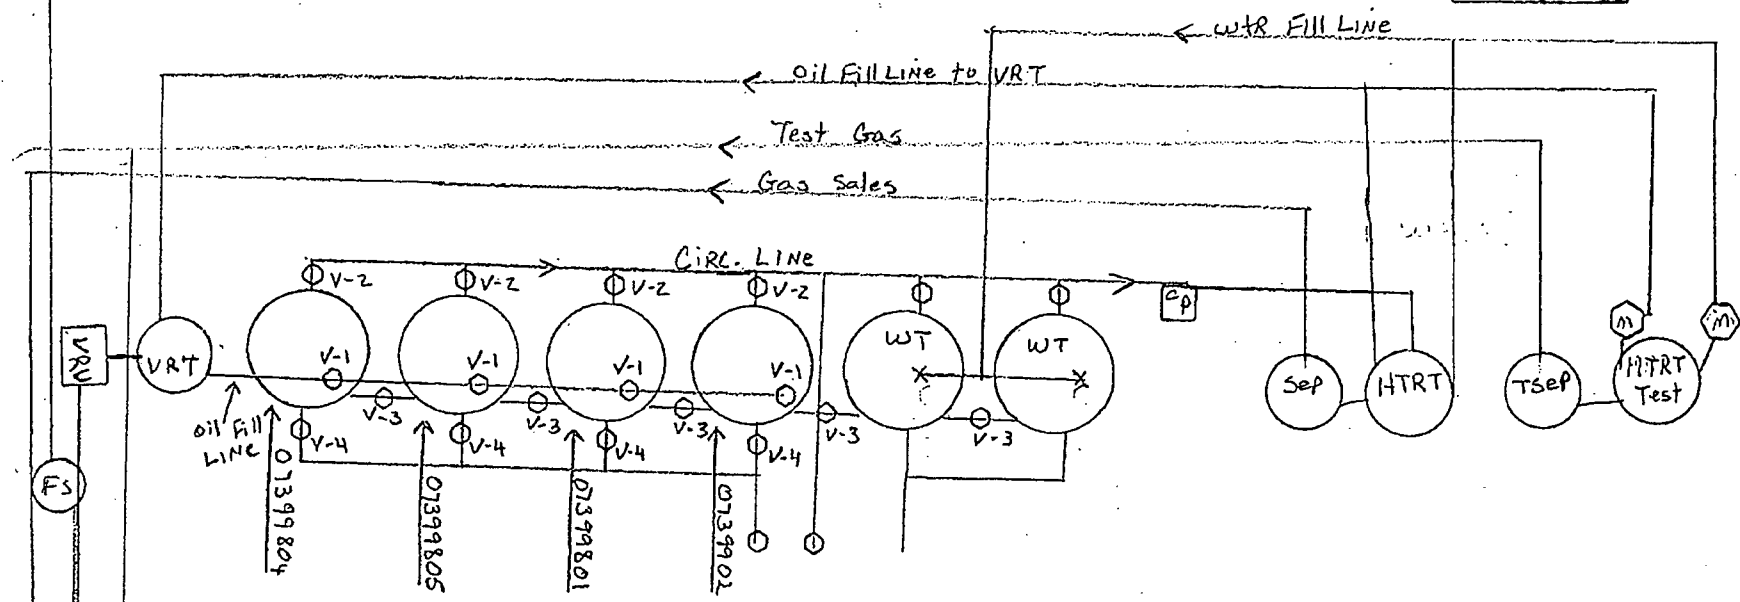 WtR Fill Line
Oil Fill Line to VRT
Test Gas
Gas Sales
CiRC. LINE
V-2
V-2
V-2
V-2
CP
M
M
VRU
VRT
V-1
V-1
V-1
V-1
WT
WT
Sep
HTRT
TSeP
HTRT
Test
oil Fill
LINE
V-3
V-3
V-3
V-3
V-3
V-4
V-4
V-4
V-4
FS
07399804
07399805
07399801
0739902